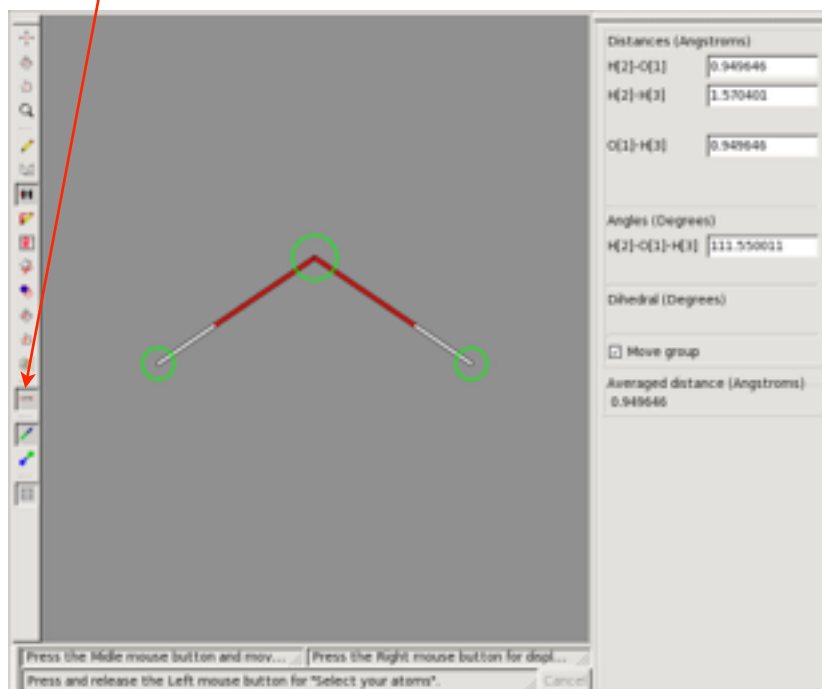 Distances (Angstroms)
H[2]-O[1] 0.949646
H[2]-H[3] 1.570401
O[1]-H[3] 0.949646
Angles (Degrees)
H[2]-O[1]-H[3] 111.550011
Dihedral (Degrees)
Move group
Averaged distance (Angstroms)
0.949646
Press the Midle mouse button and mov... Press the Right mouse button for displ...
Press and release the Left mouse button for "Select your atoms". Cancel